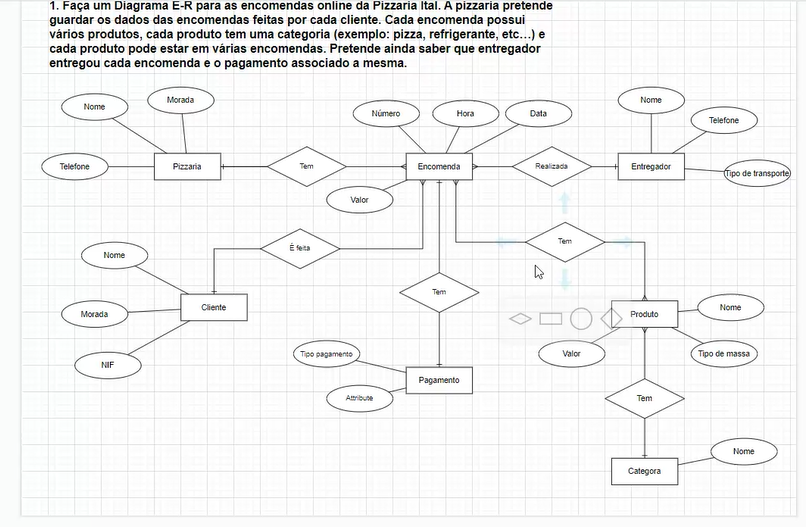 1. Faça um Diagrama E-R para as encomendas online da Pizzaria Ital. A pizzaria pretende
guardar os dados das encomendas feitas por cada cliente. Cada encomenda possui
vários produtos, cada produto tem uma categoria (exemplo: pizza, refrigerante, etc...) e
cada produto pode estar em várias encomendas. Pretende ainda saber que entregador
entregou cada encomenda e o pagamento associado a mesma.
Nome
Morada
Número
Hora
Data
Nome
Telefone
Telefone
Pizzaria
Tem
Encomenda
Realizada
Entregador
Tipo de transporte
Valor
Nome
É feita
Tem
Cliente
Morada
NIF
Tem
Produto
Nome
Tipo pagamento
Valor
Tipo de massa
Pagamento
Attribute
Tem
Nome
Categora